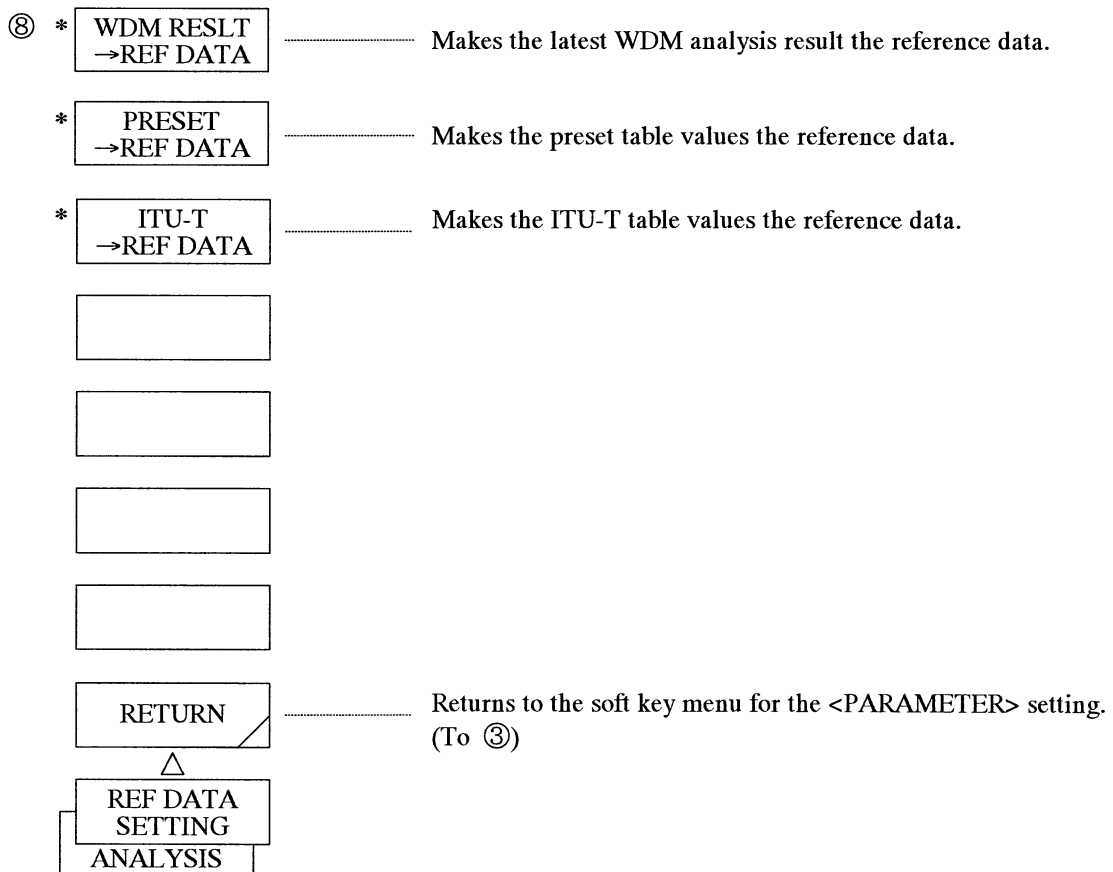 ⑧ * WDM RESLT
→REF DATA
Makes the latest WDM analysis result the reference data.
* PRESET
→REF DATA
Makes the preset table values the reference data.
* ITU-T
→REF DATA
Makes the ITU-T table values the reference data.
RETURN
Returns to the soft key menu for the <PARAMETER> setting.
(To ③)
REF DATA
SETTING
ANALYSIS